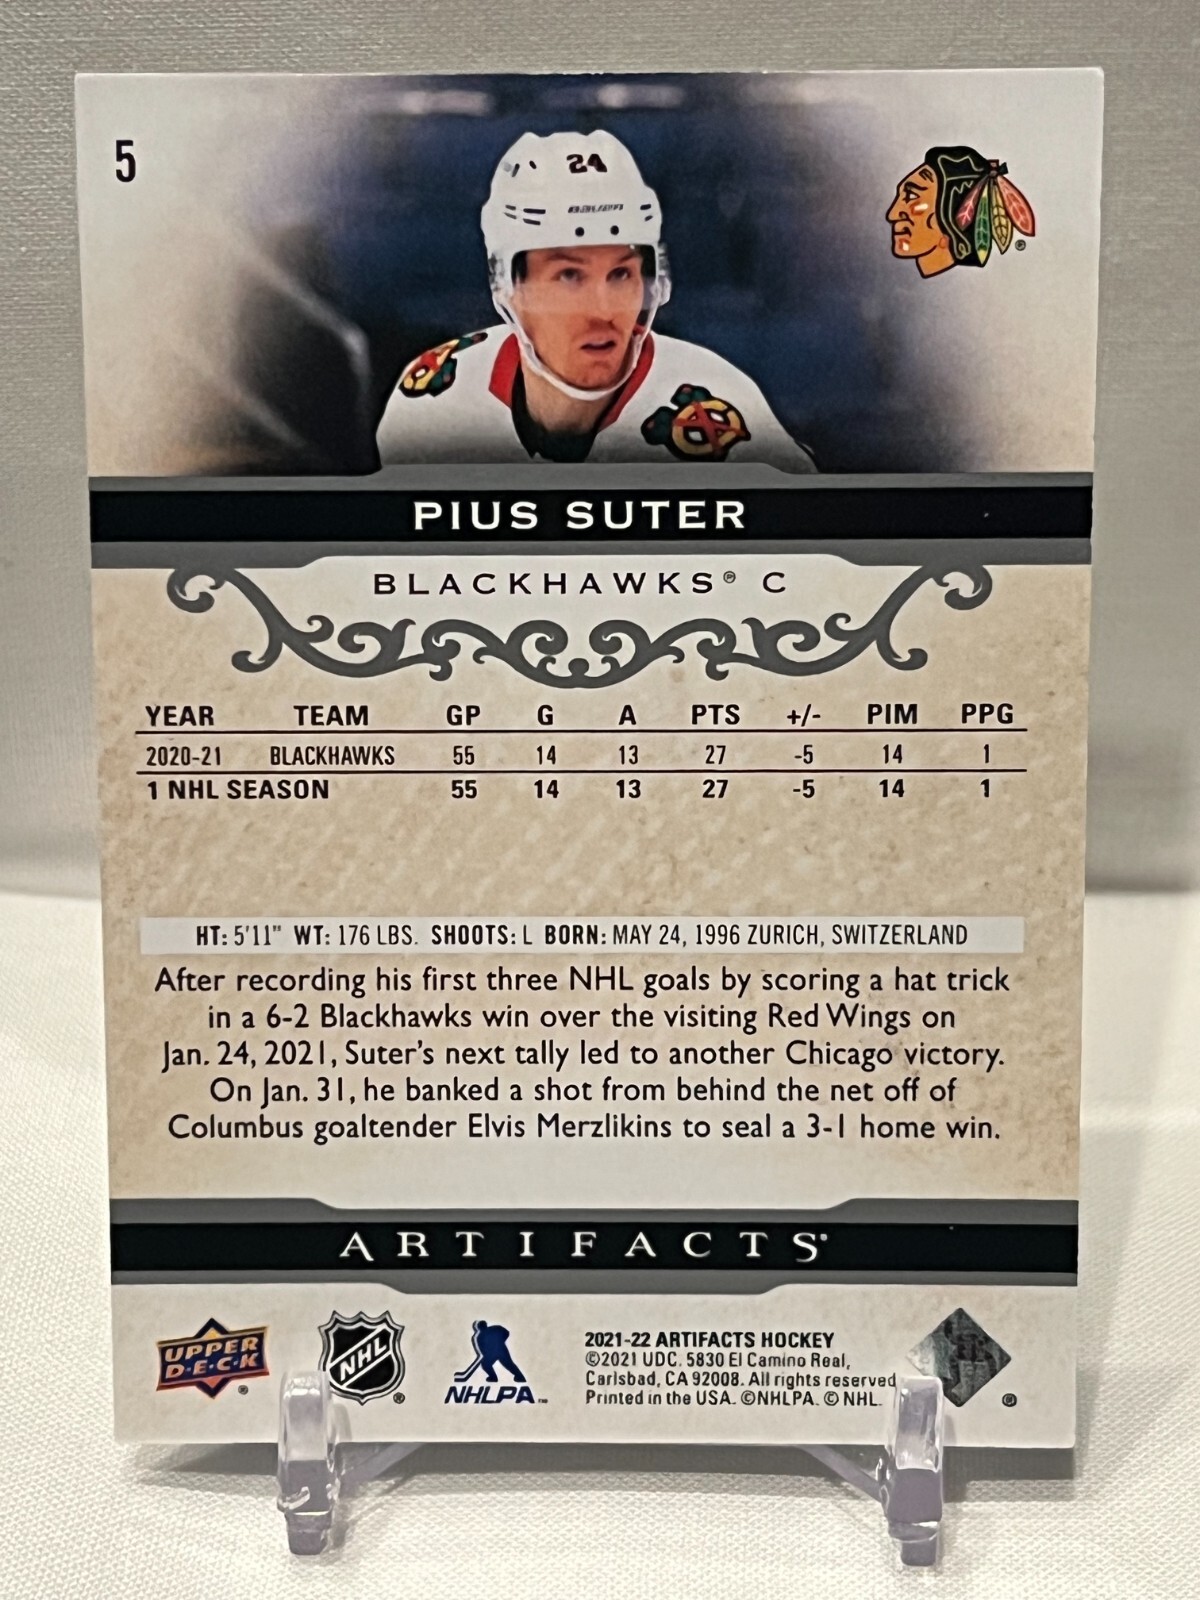 5
24
BAUER
PIUS SUTER
BLACKHAWKS® C
YEAR TEAM GP G A PTS +/- PIM PPG
2020-21 BLACKHAWKS 55 14 13 27 -5 14 1
1 NHL SEASON 55 14 13 27 -5 14 1
HT: 5'11" WT: 176 LBS. SHOOTS: L BORN: MAY 24, 1996 ZURICH, SWITZERLAND
After recording his first three NHL goals by scoring a hat trick
in a 6-2 Blackhawks win over the visiting Red Wings on
Jan. 24, 2021, Suter's next tally led to another Chicago victory.
On Jan. 31, he banked a shot from behind the net off of
Columbus goaltender Elvis Merzlikins to seal a 3-1 home win.
ARTIFACTS®
UPPER
D·E·C·K ®
NHL ®
NHLPA™
2021-22 ARTIFACTS HOCKEY
©2021 UDC. 5830 El Camino Real,
Carlsbad, CA 92008. All rights reserved
Printed in the USA. ©NHLPA. © NHL.
®